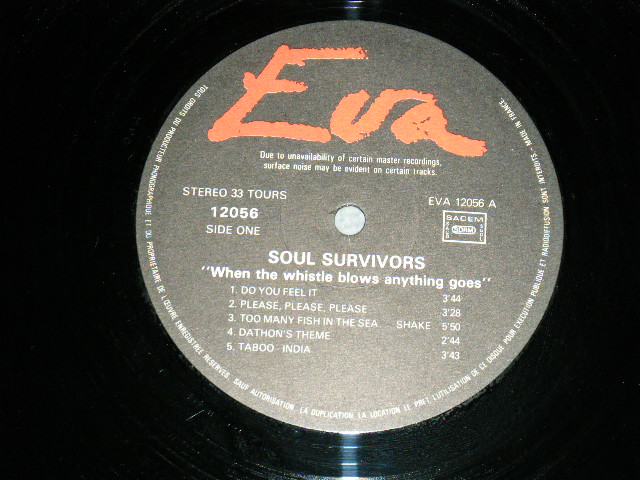 Eva
Due to unavailability of certain master recordings,
surface noise may be evident on certain tracks.
STEREO 33 TOURS
12056
SIDE ONE
EVA 12056 A
SACEM
SDRM
SOUL SURVIVORS
"When the whistle blows anything goes"
1. DO YOU FEEL IT 3'44
2. PLEASE, PLEASE, PLEASE 3'28
3. TOO MANY FISH IN THE SEA SHAKE 5'50
4. DATHON'S THEME 2'44
5. TABOO - INDIA 3'43
TOUS DROITS DU PRODUCTEUR PHONOGRAPHIQUE ET DU PROPRIETAIRE DE L'ŒUVRE ENREGISTREE RESERVES. SAUF AUTORISATION, LA DUPLICATION, LA LOCATION, LE PRET, L'UTILISATION DE CE DISQUE POUR EXECUTION PUBLIQUE ET RADIODIFFUSION SONT INTERDITS - MADE IN FRANCE